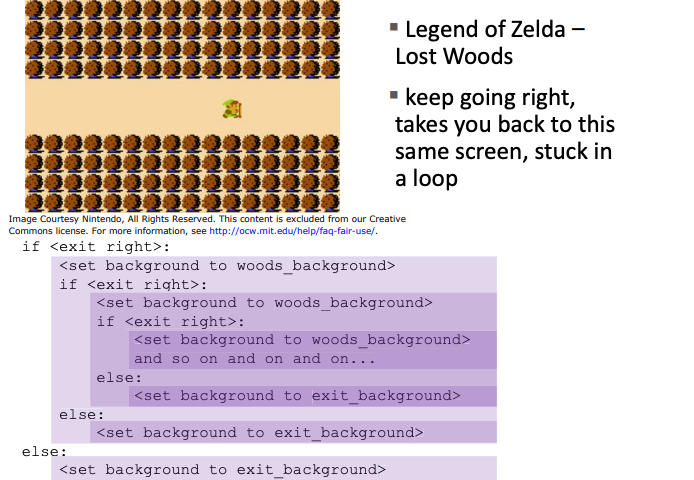 ▪ Legend of Zelda –
Lost Woods
▪ keep going right,
takes you back to this
same screen, stuck in
a loop
Image Courtesy Nintendo, All Rights Reserved. This content is excluded from our Creative
Commons license. For more information, see http://ocw.mit.edu/help/faq-fair-use/.
if <exit right>:
    <set background to woods_background>
    if <exit right>:
        <set background to woods_background>
        if <exit right>:
            <set background to woods_background>
            and so on and on and on...
        else:
            <set background to exit_background>
    else:
        <set background to exit_background>
else:
    <set background to exit_background>